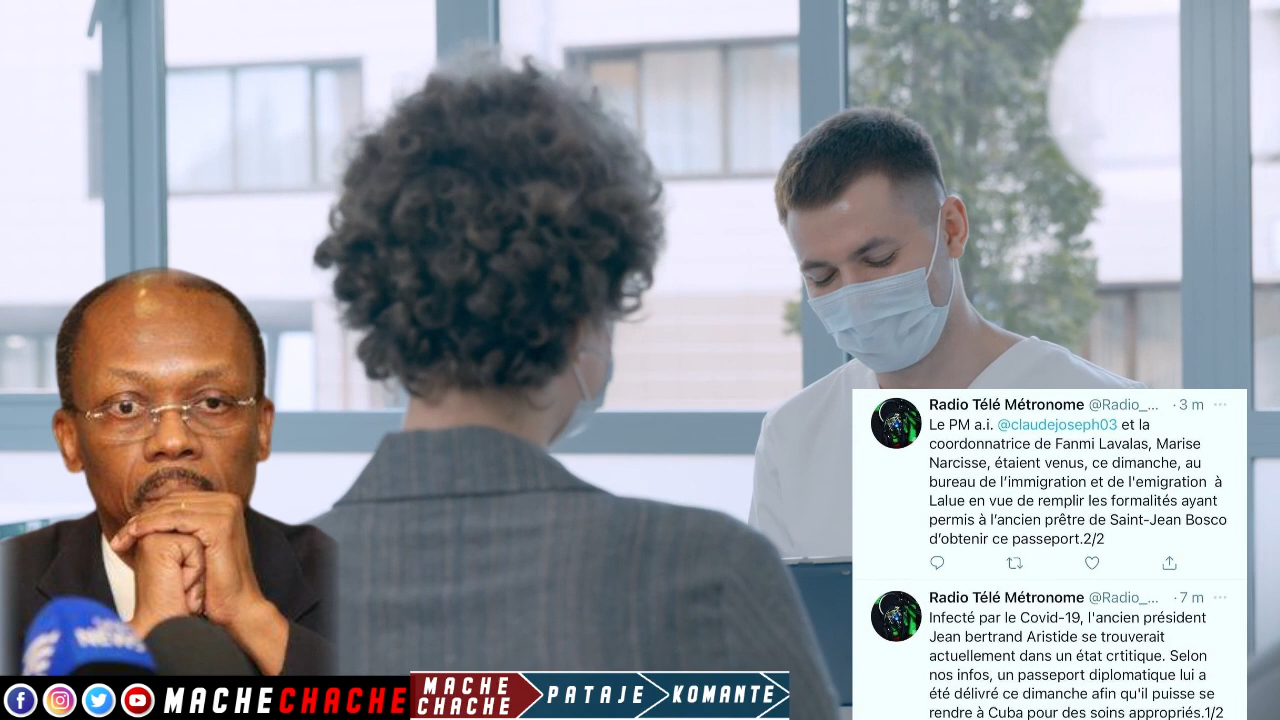 Radio Télé Métronome @Radio_... · 3 m ···
Le PM a.i. @claudejoseph03 et la
coordonnatrice de Fanmi Lavalas, Marise
Narcisse, étaient venus, ce dimanche, au
bureau de l'immigration et de l'emigration à
Lalue en vue de remplir les formalités ayant
permis à l'ancien prêtre de Saint-Jean Bosco
d'obtenir ce passeport.2/2
Radio Télé Métronome @Radio_... · 7 m ···
Infecté par le Covid-19, l'ancien président
Jean bertrand Aristide se trouverait
actuellement dans un état crtitique. Selon
nos infos, un passeport diplomatique lui a
été délivré ce dimanche afin qu'il puisse se
rendre à Cuba pour des soins appropriés.1/2
NEWS
MACHECHACHE
MACHE
CHACHE
PATAJE
KOMANTE